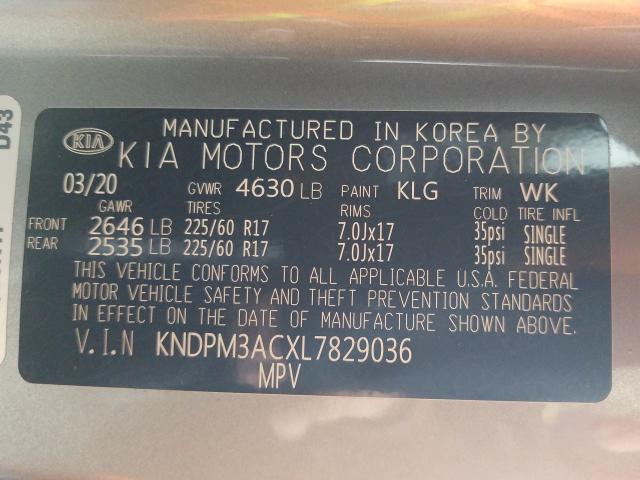 D43
KIA
MANUFACTURED IN KOREA BY
KIA MOTORS CORPORATION
03/20 GVWR 4630 LB PAINT KLG TRIM WK
GAWR TIRES RIMS COLD TIRE INFL
FRONT 2646 LB 225/60 R17 7.0Jx17 35psi SINGLE
REAR 2535 LB 225/60 R17 7.0Jx17 35psi SINGLE
THIS VEHICLE CONFORMS TO ALL APPLICABLE U.S.A. FEDERAL
MOTOR VEHICLE SAFETY AND THEFT PREVENTION STANDARDS
IN EFFECT ON THE DATE OF MANUFACTURE SHOWN ABOVE.
V.I.N KNDPM3ACXL7829036
MPV